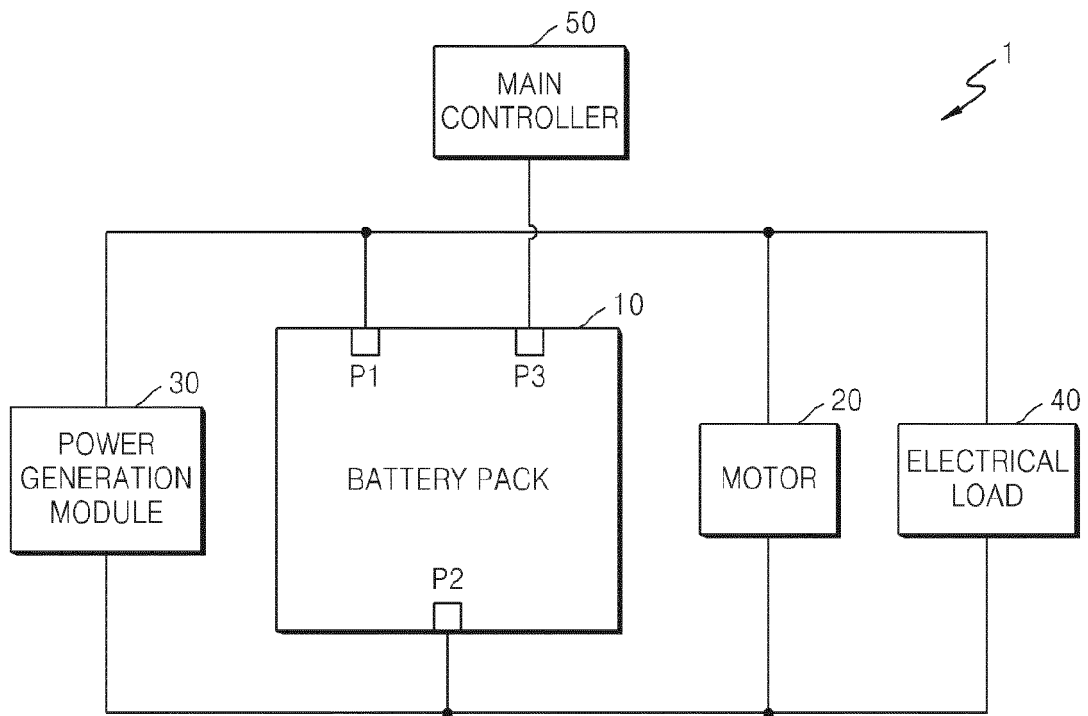 50
MAIN
CONTROLLER
1
10
P1
P3
30
POWER
GENERATION
MODULE
BATTERY PACK
20
MOTOR
40
ELECTRICAL
LOAD
P2